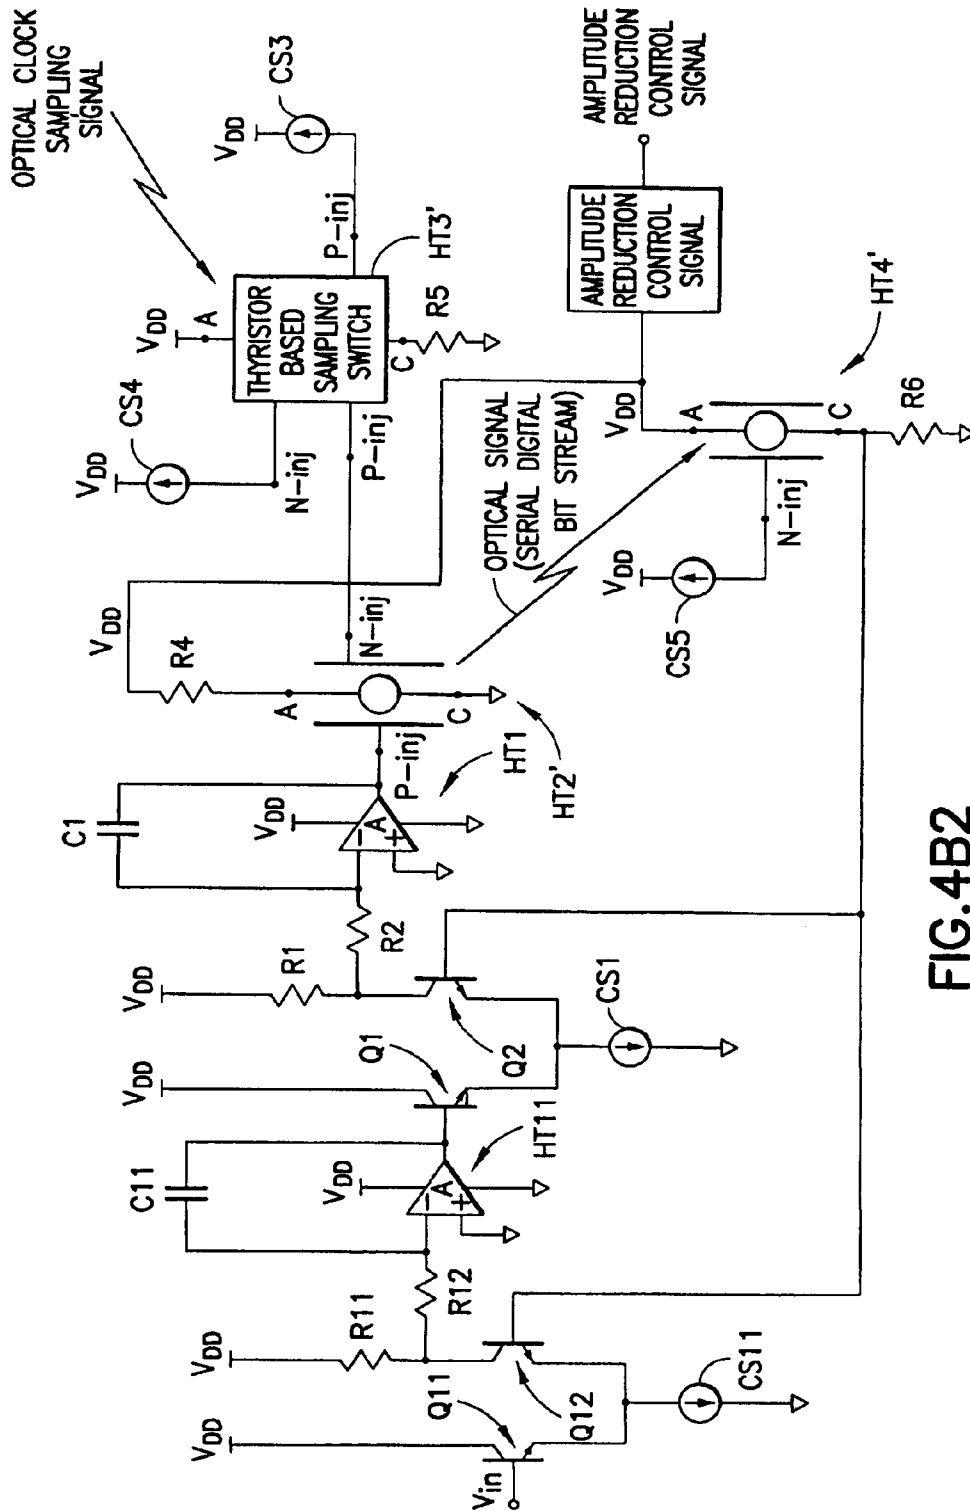 OPTICAL CLOCK
SAMPLING
SIGNAL
VDD
CS3
P-inj
HT3'
VDD
A
THYRISTOR
BASED
SAMPLING
SWITCH
C
R5
CS4
VDD
N-inj
P-inj
AMPLITUDE
REDUCTION
CONTROL
SIGNAL
AMPLITUDE
REDUCTION
CONTROL
SIGNAL
HT4'
VDD
A
C
R6
N-inj
VDD
CS5
OPTICAL SIGNAL
(SERIAL DIGITAL
BIT STREAM)
VDD
R4
A
N-inj
C
P-inj
HT1
HT2'
C1
VDD
A
R2
R1
VDD
Q2
CS1
Q1
VDD
C11
VDD
A
HT11
R12
R11
VDD
Q12
CS11
Q11
VDD
Vin
FIG.4B2